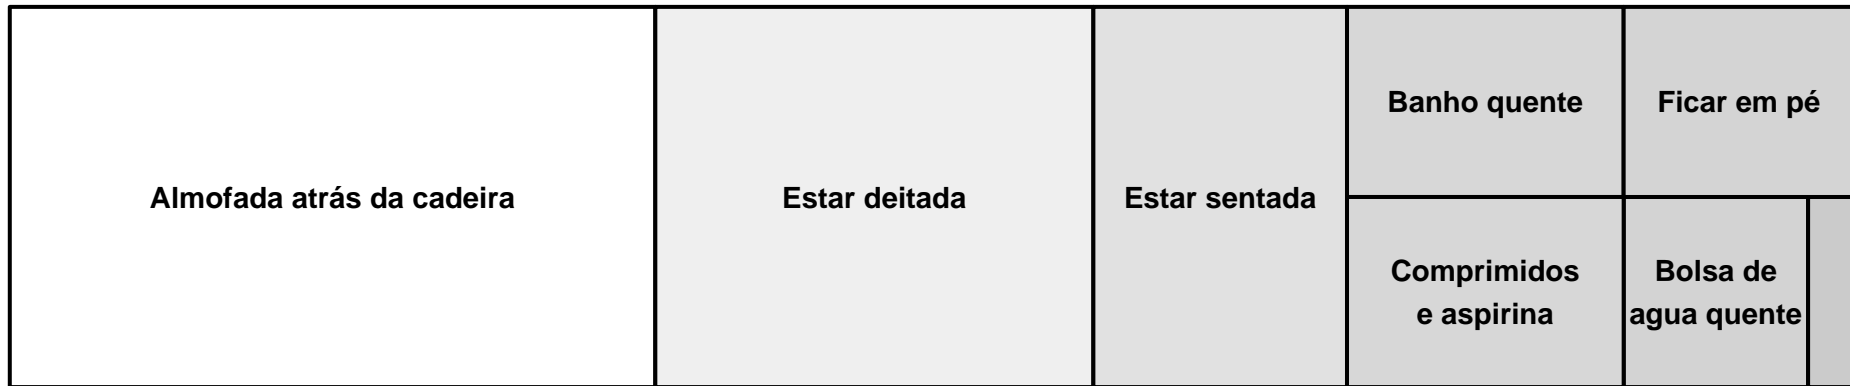 Almofada atrás da cadeira
Estar deitada
Estar sentada
Banho quente
Ficar em pé
Comprimidos
e aspirina
Bolsa de
agua quente